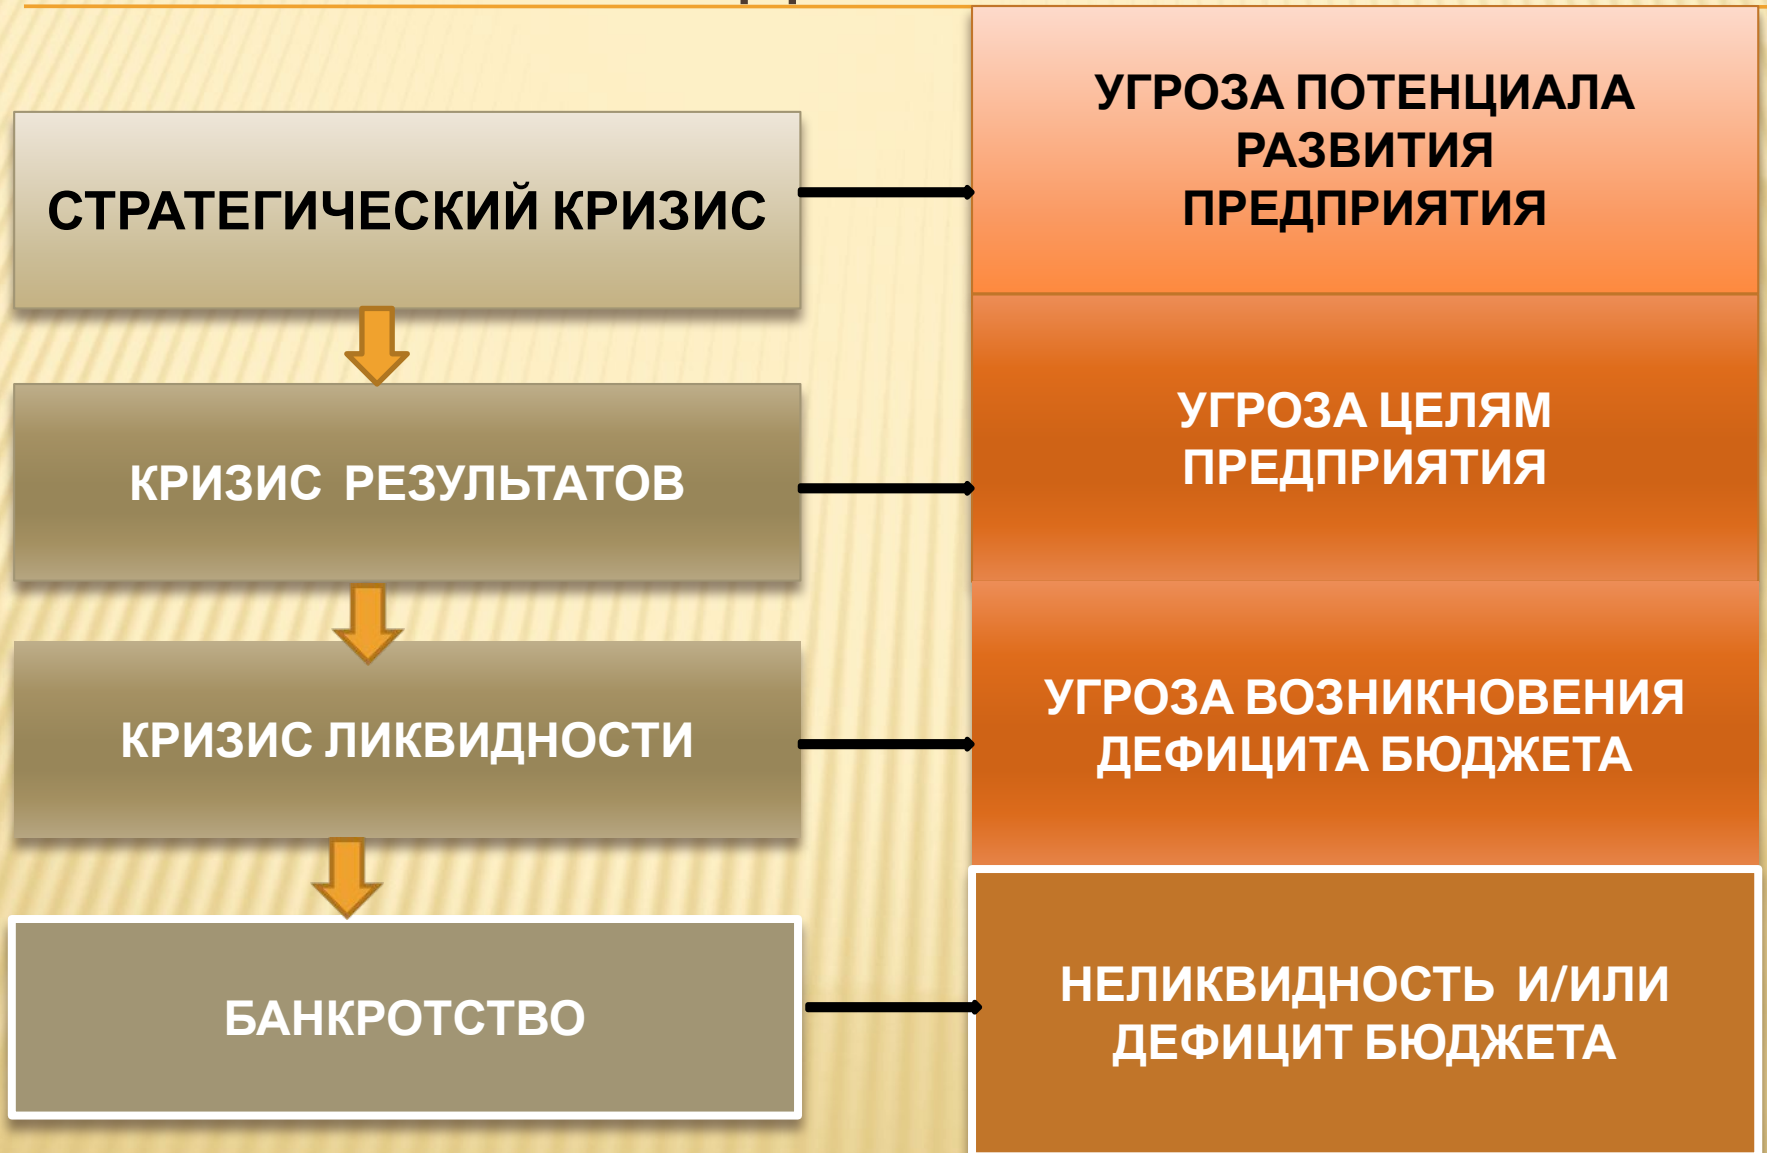 СТРАТЕГИЧЕСКИЙ КРИЗИС
УГРОЗА ПОТЕНЦИАЛА
РАЗВИТИЯ
ПРЕДПРИЯТИЯ
КРИЗИС РЕЗУЛЬТАТОВ
УГРОЗА ЦЕЛЯМ
ПРЕДПРИЯТИЯ
КРИЗИС ЛИКВИДНОСТИ
УГРОЗА ВОЗНИКНОВЕНИЯ
ДЕФИЦИТА БЮДЖЕТА
БАНКРОТСТВО
НЕЛИКВИДНОСТЬ И/ИЛИ
ДЕФИЦИТ БЮДЖЕТА